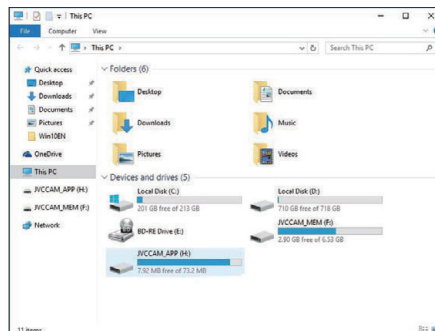 This PC
File Computer View
This PC
Search This PC
Quick access
Desktop
Downloads
Documents
Pictures
Win10EN
OneDrive
This PC
JVCCAM_APP (H:)
JVCCAM_MEM (F:)
Network
Folders (6)
Desktop
Documents
Downloads
Music
Pictures
Videos
Devices and drives (5)
Local Disk (C:)
201 GB free of 213 GB
Local Disk (D:)
710 GB free of 718 GB
BD-RE Drive (E:)
JVCCAM_MEM (F:)
2.80 GB free of 6.53 GB
JVCCAM_APP (H:)
7.92 MB free of 73.2 MB
11 items